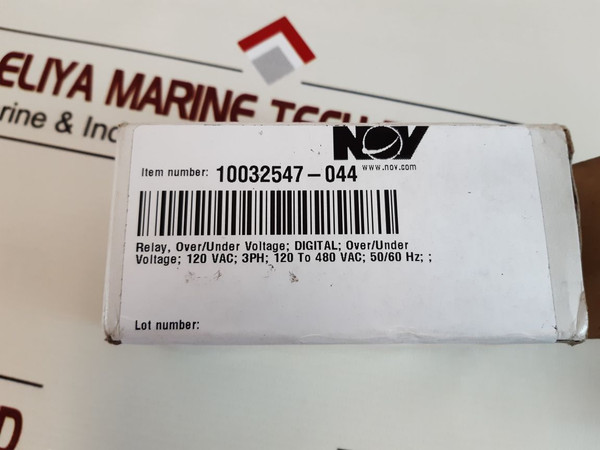 ELIYA MARINE TECH
rine & Ind
NOV
www.nov.com
Item number: 10032547-044
Relay, Over/Under Voltage; DIGITAL; Over/Under
Voltage; 120 VAC; 3PH; 120 To 480 VAC; 50/60 Hz; ;
Lot number:
D